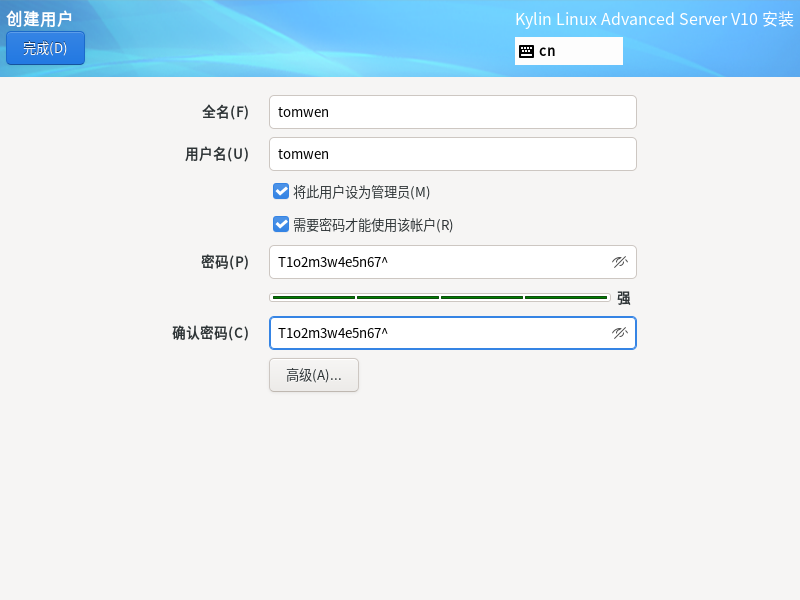 创建用户
Kylin Linux Advanced Server V10 安装
完成(D)
cn
全名(F)
tomwen
用户名(U)
tomwen
将此用户设为管理员(M)
需要密码才能使用该帐户(R)
密码(P)
T1o2m3w4e5n67^
强
确认密码(C)
T1o2m3w4e5n67^
高级(A)...